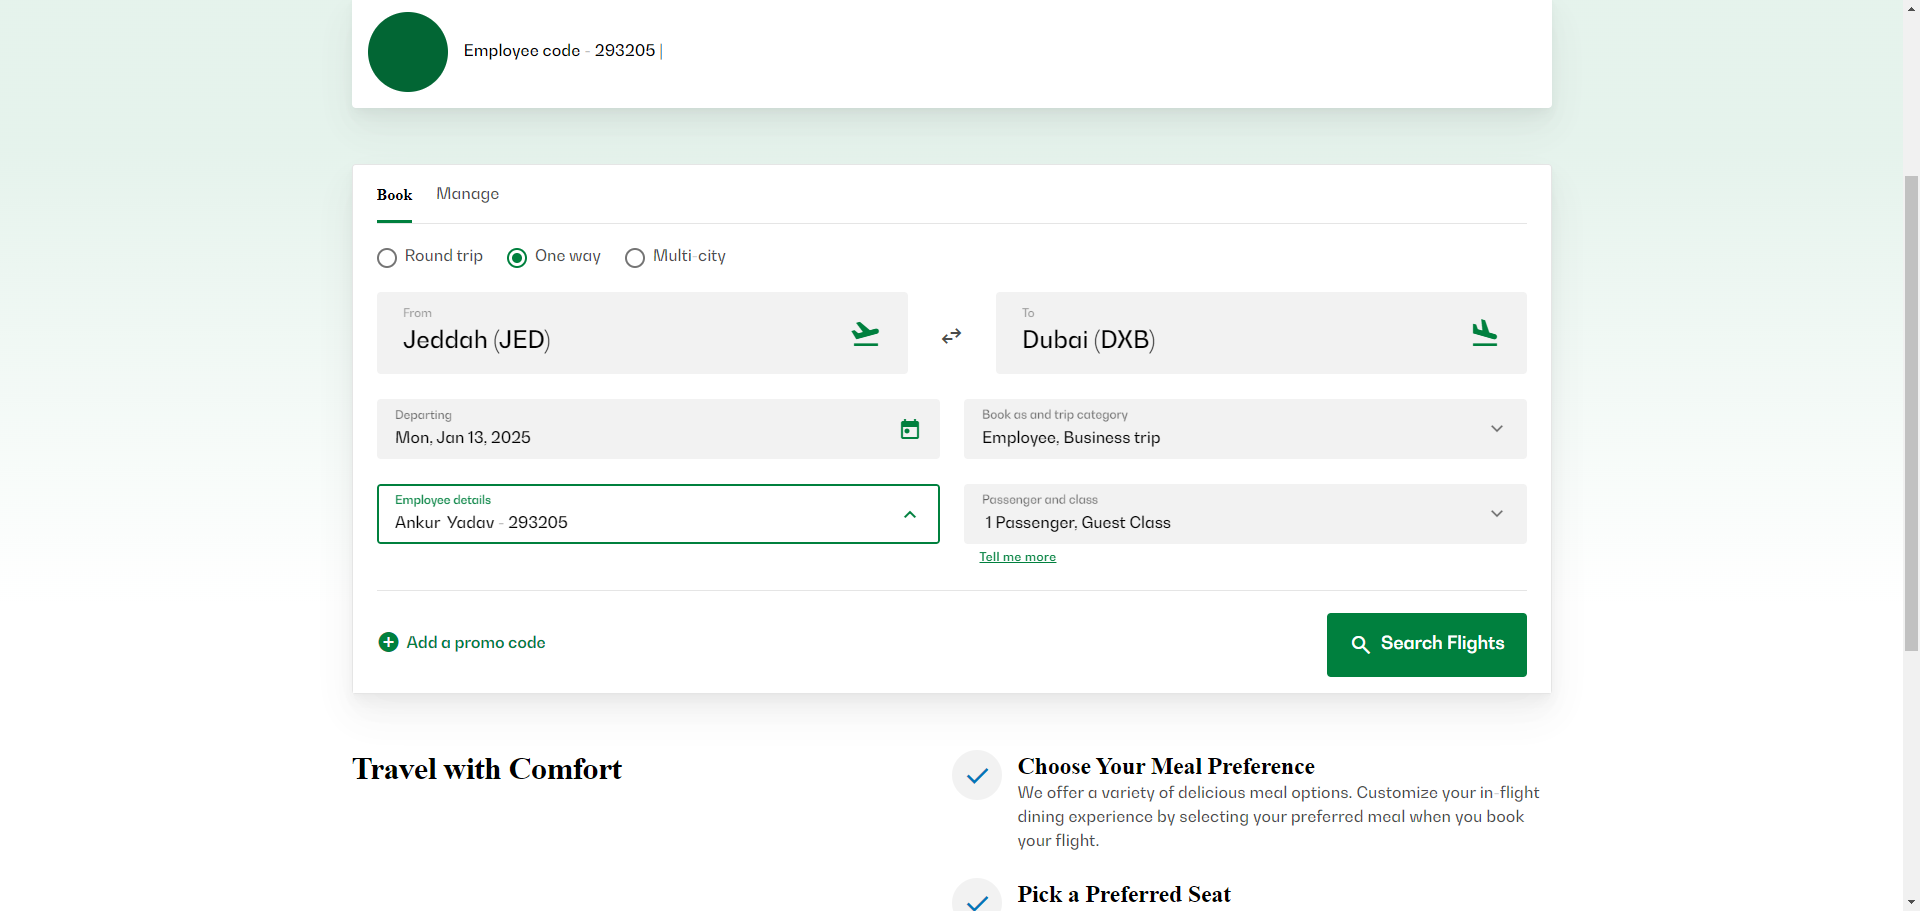 Employee code - 293205 |
Book
Manage
Round trip
One way
Multi-city
From
Jeddah (JED)
To
Dubai (DXB)
Departing
Mon, Jan 13, 2025
Book as and trip category
Employee, Business trip
Employee details
Ankur Yadav - 293205
Passenger and class
1 Passenger, Guest Class
Tell me more
Add a promo code
Search Flights
Travel with Comfort
Choose Your Meal Preference
We offer a variety of delicious meal options. Customize your in-flight
dining experience by selecting your preferred meal when you book
your flight.
Pick a Preferred Seat